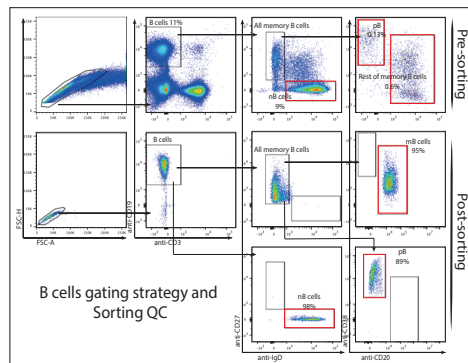 B cells 11%
All memory B cells
pB
0.13%
Rest of memory B cells
0.6%
nB cells
9%
Pre-sorting
B cells
All memory B cells
mB cells
95%
FSC-H
FSC-A
anti-CD19
anti-CD3
Post-sorting
pB
89%
nB cells
98%
B cells gating strategy and
Sorting QC
anti-CD27
anti-IgD
anti-CD38
anti-CD20